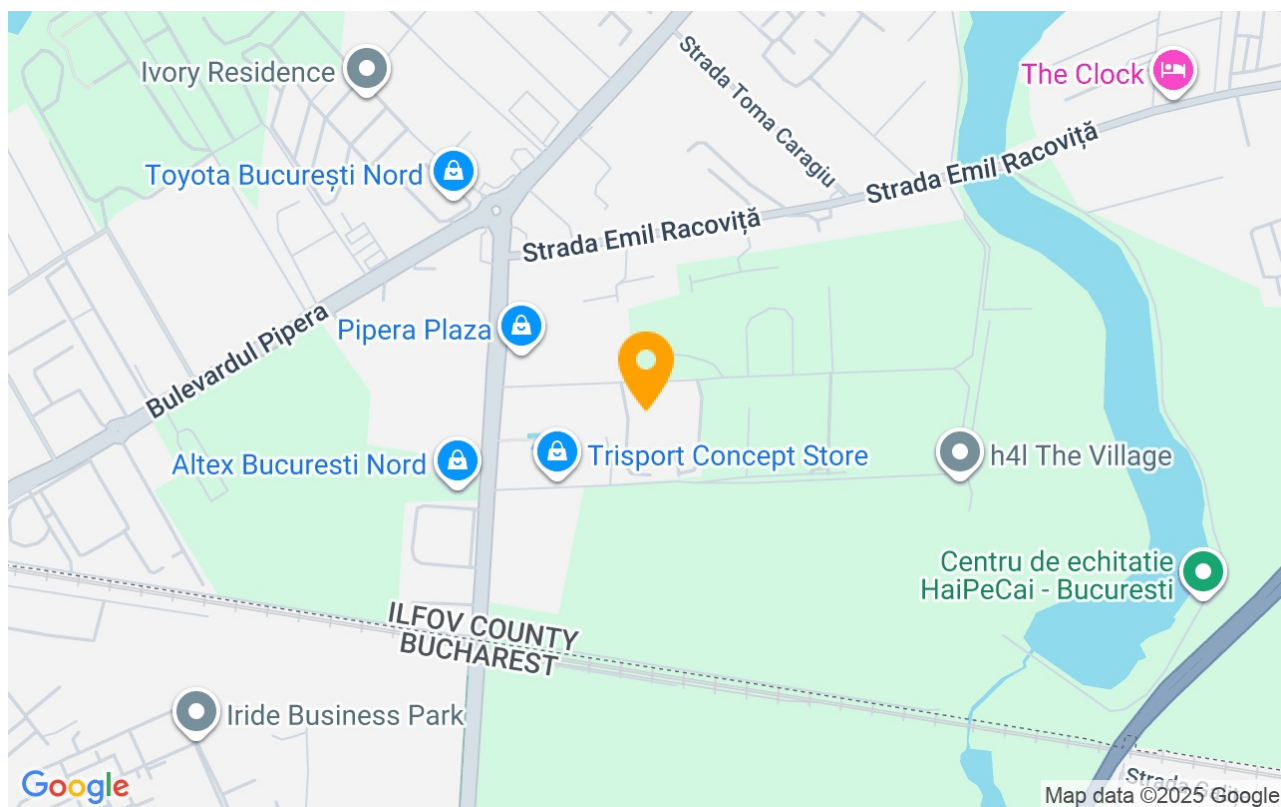 Ivory Residence
Strada Toma Caragiu
The Clock
Toyota București Nord
Strada Emil Racoviță
Strada Emil Racoviță
Bulevardul Pipera
Pipera Plaza
Altex Bucuresti Nord
Trisport Concept Store
h4l The Village
Centru de echitatie
HaiPeCai - Bucuresti
ILFOV COUNTY
BUCHAREST
Iride Business Park
Google
Strada
Map data ©2025 Google